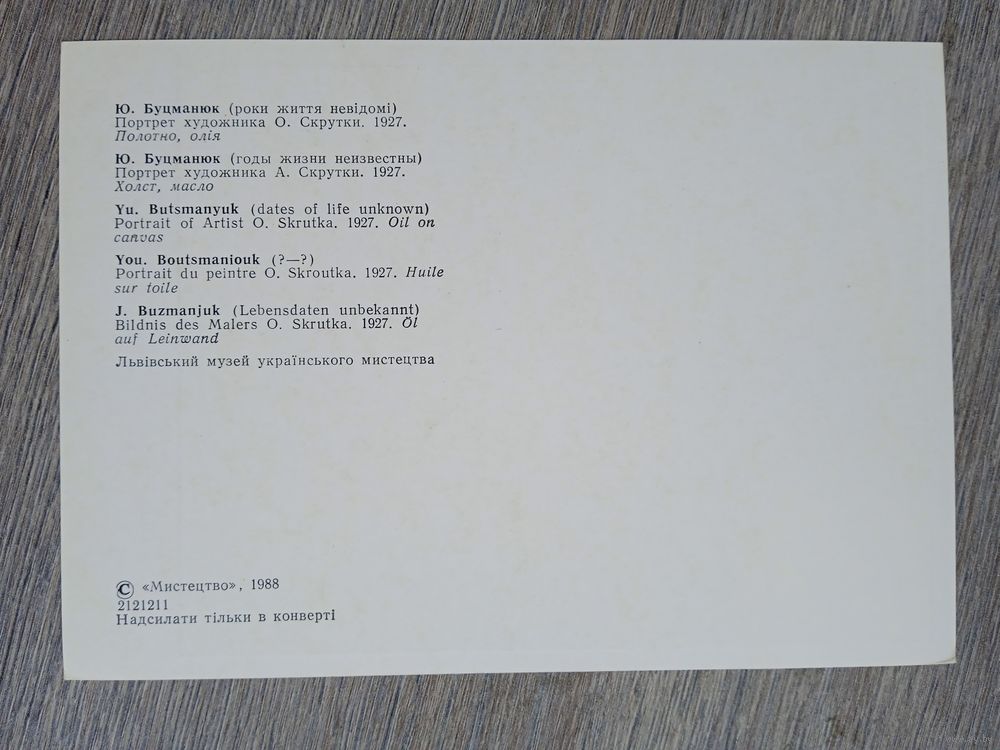 Ю. Буцманюк (роки життя невідомі)
Портрет художника О. Скрутки. 1927.
Полотно, олія
Ю. Буцманюк (годы жизни неизвестны)
Портрет художника А. Скрутки. 1927.
Холст, масло
Yu. Butsmanyuk (dates of life unknown)
Portrait of Artist O. Skrutka. 1927. Oil on
canvas
You. Boutsmaniouk (?—?)
Portrait du peintre O. Skroutka. 1927. Huile
sur toile
J. Buzmanjuk (Lebensdaten unbekannt)
Bildnis des Malers O. Skrutka. 1927. Öl
auf Leinwand
Львівський музей українського мистецтва
© «Мистецтво», 1988
2121211
Надсилати тільки в конверті